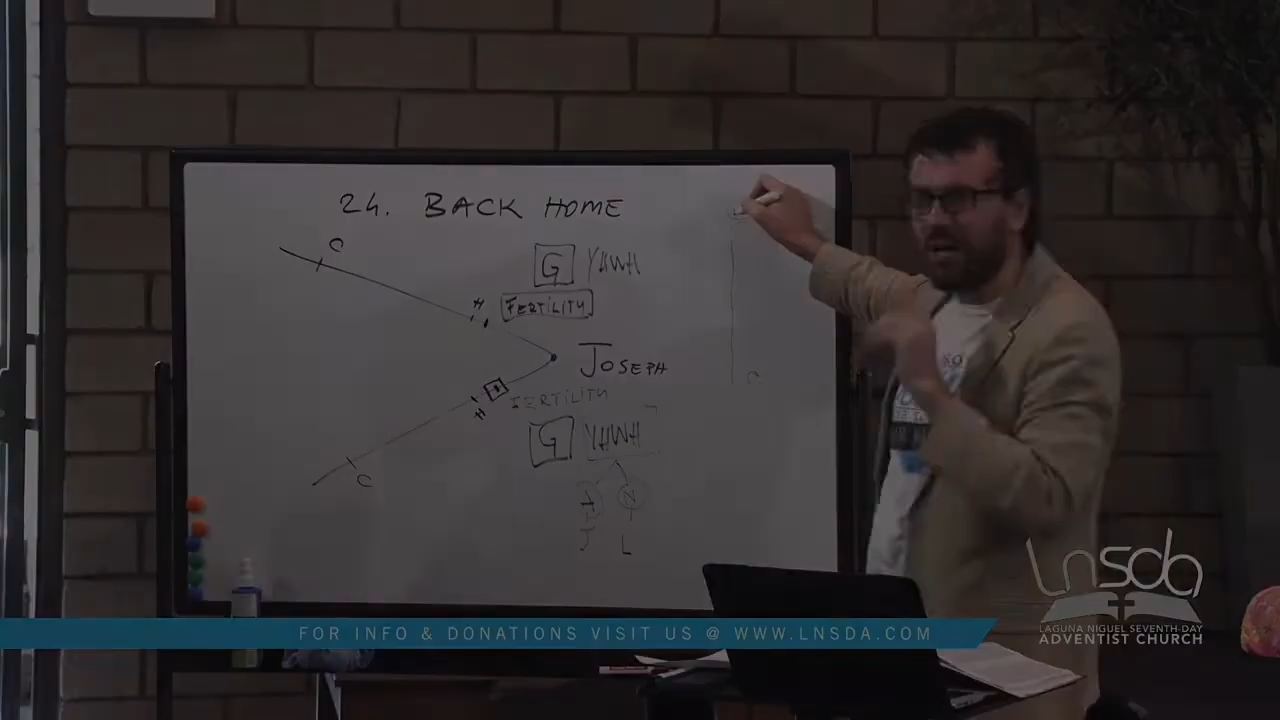 24. BACK HOME
C
G YHWH
H FERTILITY
JOSEPH
H FERTILITY
C
G YHWH
C
A N
J L
lnsda
LAGUNA NIGUEL SEVENTH-DAY
ADVENTIST CHURCH
FOR INFO & DONATIONS VISIT US @ WWW.LNSDA.COM